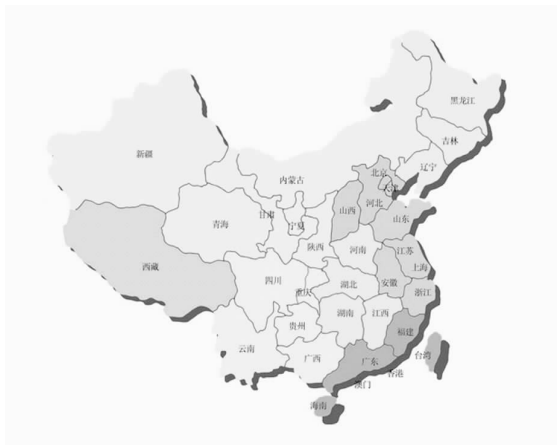 黑龙江
吉林
辽宁
新疆
北京
天津
内蒙古
河北
山西
山东
甘肃
青海
宁夏
陕西
河南
江苏
西藏
上海
四川
安徽
湖北
重庆
浙江
湖南
江西
贵州
福建
云南
台湾
广西
广东
香港
澳门
海南